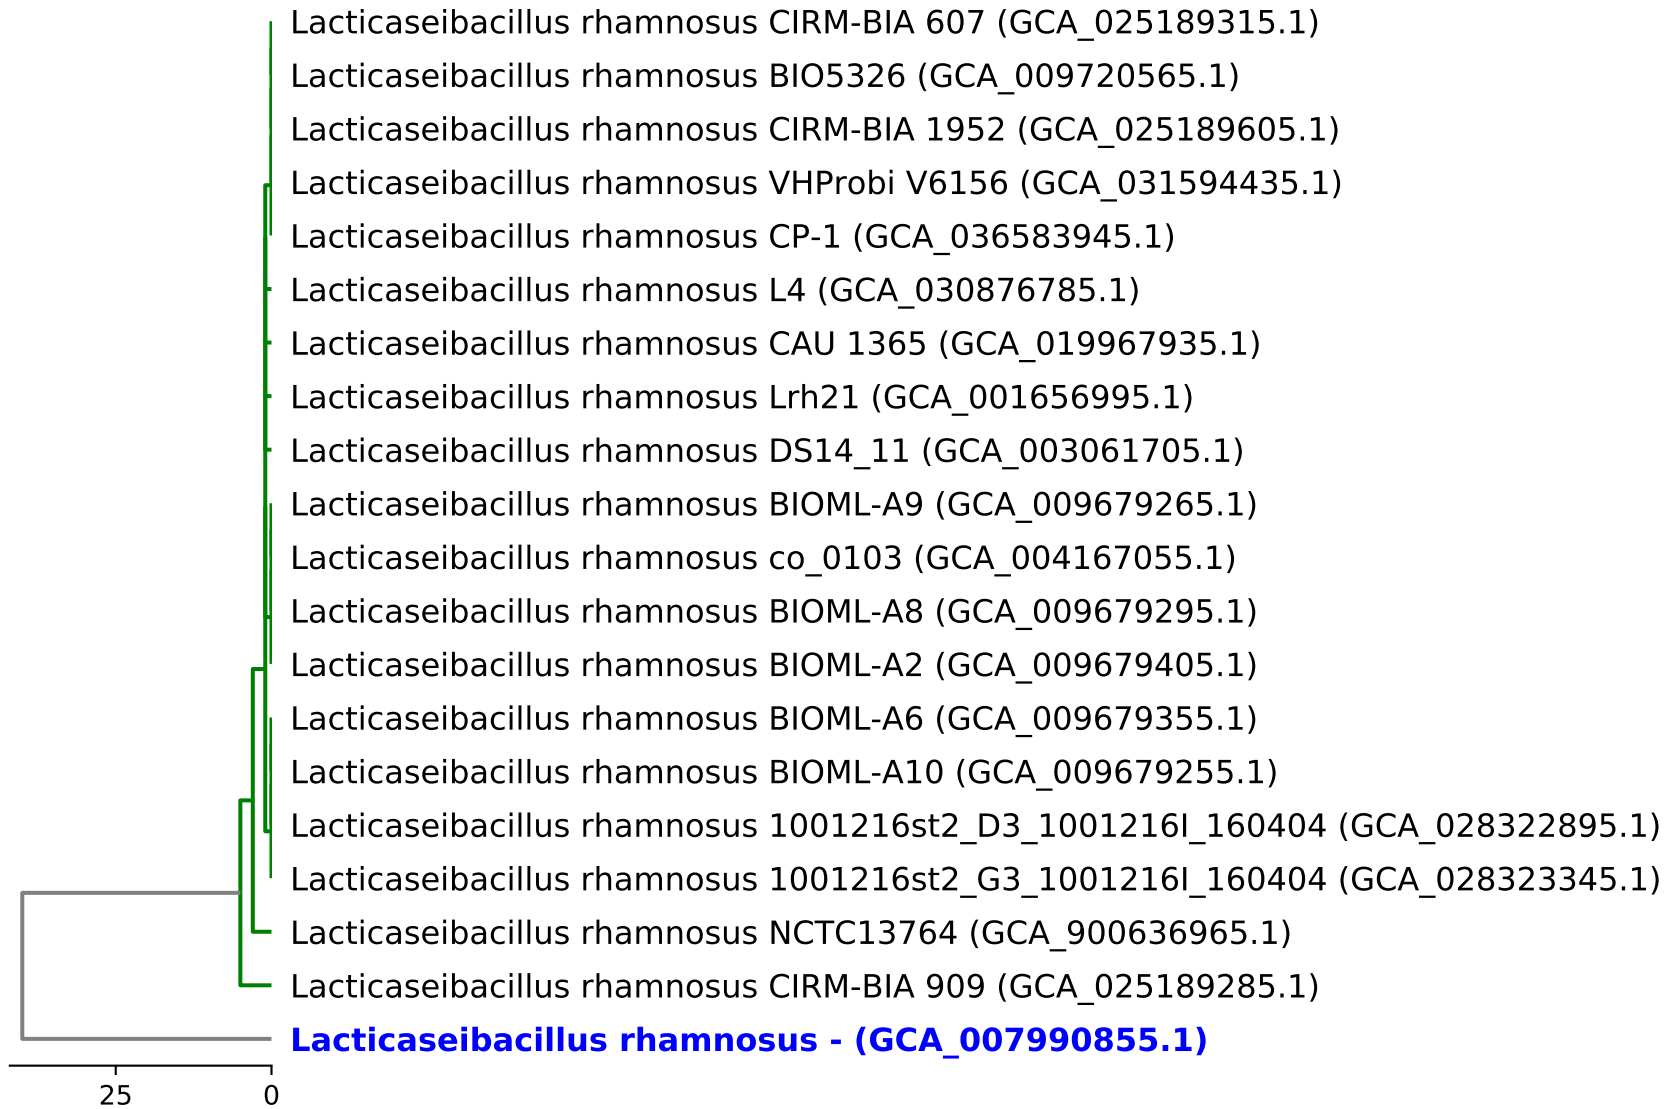 Lacticaseibacillus rhamnosus CIRM-BIA 607 (GCA_025189315.1)
Lacticaseibacillus rhamnosus BIO5326 (GCA_009720565.1)
Lacticaseibacillus rhamnosus CIRM-BIA 1952 (GCA_025189605.1)
Lacticaseibacillus rhamnosus VHProbi V6156 (GCA_031594435.1)
Lacticaseibacillus rhamnosus CP-1 (GCA_036583945.1)
Lacticaseibacillus rhamnosus L4 (GCA_030876785.1)
Lacticaseibacillus rhamnosus CAU 1365 (GCA_019967935.1)
Lacticaseibacillus rhamnosus Lrh21 (GCA_001656995.1)
Lacticaseibacillus rhamnosus DS14_11 (GCA_003061705.1)
Lacticaseibacillus rhamnosus BIOML-A9 (GCA_009679265.1)
Lacticaseibacillus rhamnosus co_0103 (GCA_004167055.1)
Lacticaseibacillus rhamnosus BIOML-A8 (GCA_009679295.1)
Lacticaseibacillus rhamnosus BIOML-A2 (GCA_009679405.1)
Lacticaseibacillus rhamnosus BIOML-A6 (GCA_009679355.1)
Lacticaseibacillus rhamnosus BIOML-A10 (GCA_009679255.1)
Lacticaseibacillus rhamnosus 1001216st2_D3_1001216I_160404 (GCA_028322895.1)
Lacticaseibacillus rhamnosus 1001216st2_G3_1001216I_160404 (GCA_028323345.1)
Lacticaseibacillus rhamnosus NCTC13764 (GCA_900636965.1)
Lacticaseibacillus rhamnosus CIRM-BIA 909 (GCA_025189285.1)
Lacticaseibacillus rhamnosus - (GCA_007990855.1)
25 0